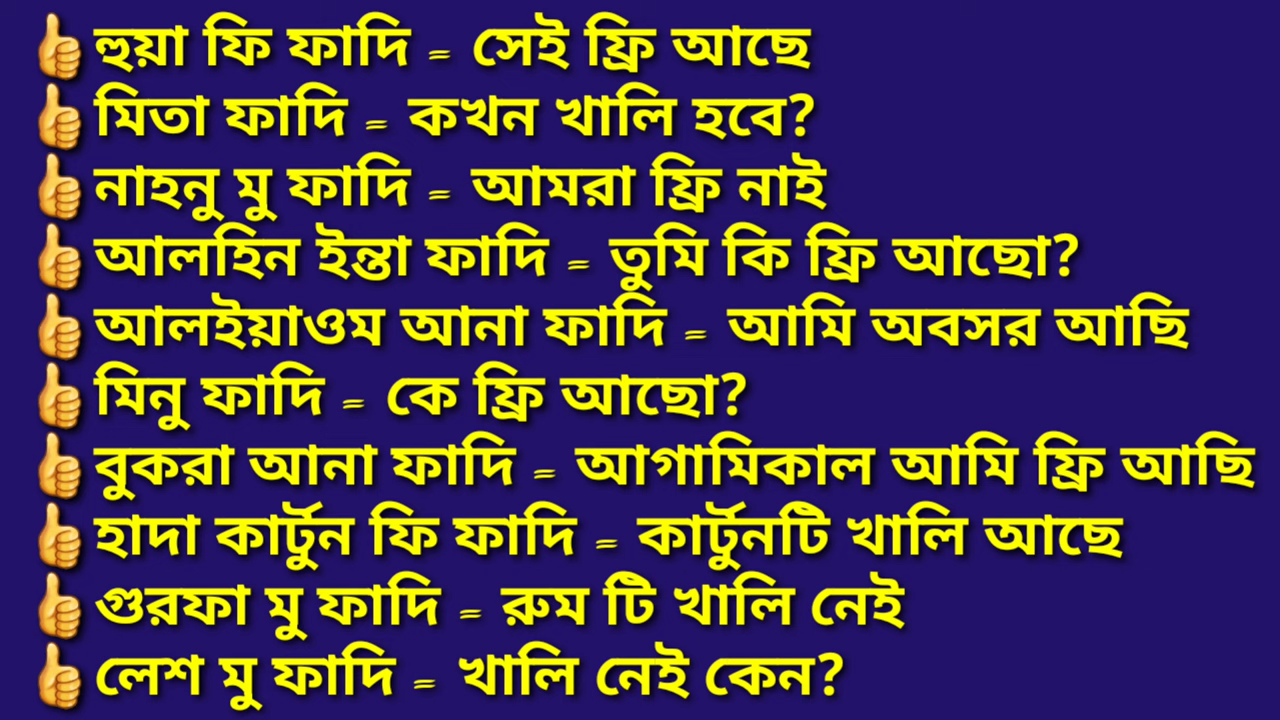 👍হুয়া ফি ফাদি = সেই ফ্রি আছে
👍মিতা ফাদি = কখন খালি হবে?
👍নাহনু মু ফাদি = আমরা ফ্রি নাই
👍আলহিন ইন্তা ফাদি = তুমি কি ফ্রি আছো?
👍আলইয়াওম আনা ফাদি = আমি অবসর আছি
👍মিনু ফাদি = কে ফ্রি আছো?
👍বুকরা আনা ফাদি = আগামিকাল আমি ফ্রি আছি
👍হাদা কার্টুন ফি ফাদি = কার্টুনটি খালি আছে
👍গুরফা মু ফাদি = রুম টি খালি নেই
👍লেশ মু ফাদি = খালি নেই কেন?